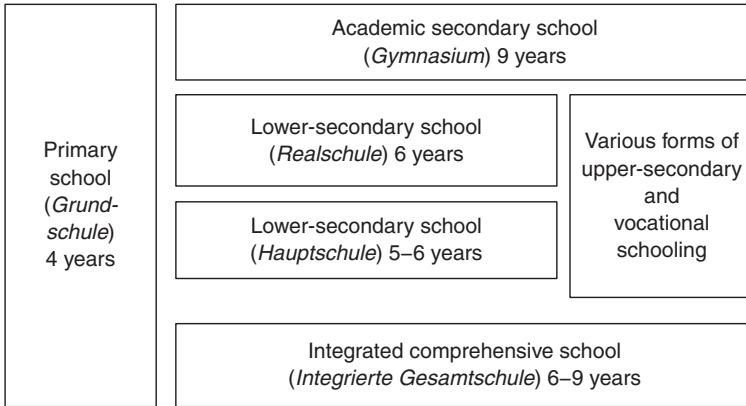 Academic secondary school
(Gymnasium) 9 years
Primary
school
(Grund-
schule)
4 years
Lower-secondary school
(Realschule) 6 years
Various forms of
upper-secondary
and
vocational
schooling
Lower-secondary school
(Hauptschule) 5–6 years
Integrated comprehensive school
(Integrierte Gesamtschule) 6–9 years